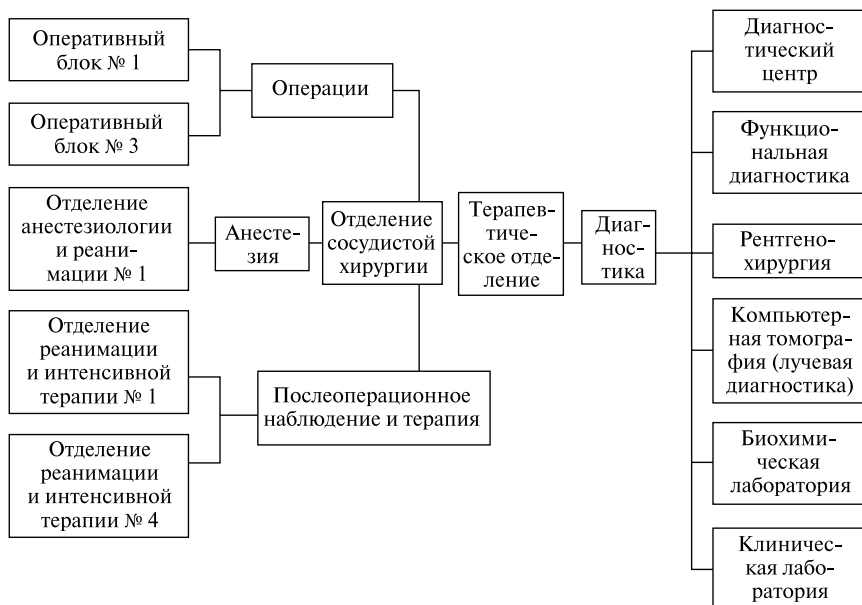 Оперативный
блок № 1
Оперативный
блок № 3
Операции
Отделение
анестезиологии
и реани-
мации № 1
Анесте-
зия
Отделение
сосудистой
хирургии
Терапев-
тиче-
ское отде-
ление
Диаг-
нос-
тика
Отделение
реанимации
и интенсивной
терапии № 1
Отделение
реанимации
и интенсивной
терапии № 4
Послеоперационное
наблюдение и терапия
Диагнос-
тический
центр
Функцио-
нальная
диагностика
Рентгено-
хирургия
Компьютер-
ная томогра-
фия (лучевая
диагностика)
Биохими-
ческая
лаборатория
Клиничес-
кая лабо-
ратория